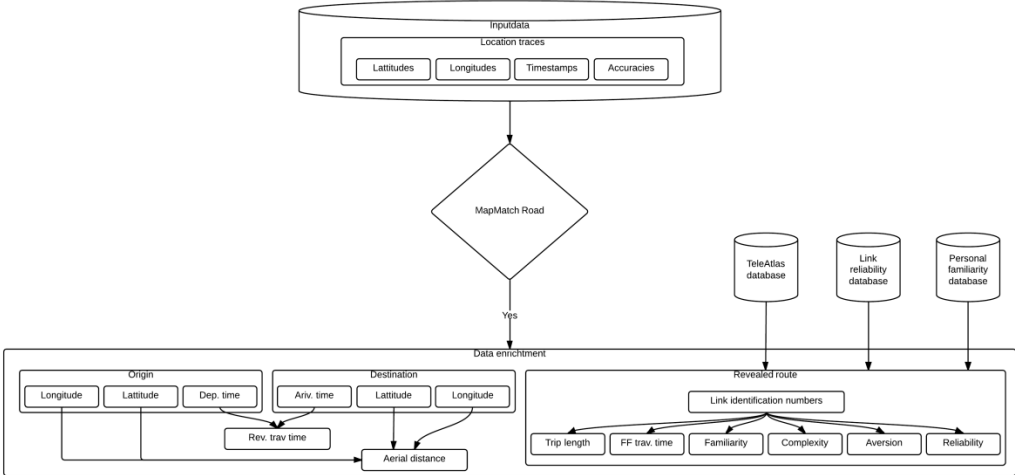 Inputdata
Location traces
Lattitudes Longitudes Timestamps Accuracies
MapMatch Road
TeleAtlas
database
Link
reliability
database
Personal
familiarity
database
Yes
Data enrichtment
Origin
Longitude Lattitude Dep. time
Destination
Ariv. time Lattitude Longitude
Rev. trav time
Aerial distance
Revealed route
Link identification numbers
Trip length FF trav. time Familiarity Complexity Aversion Reliability